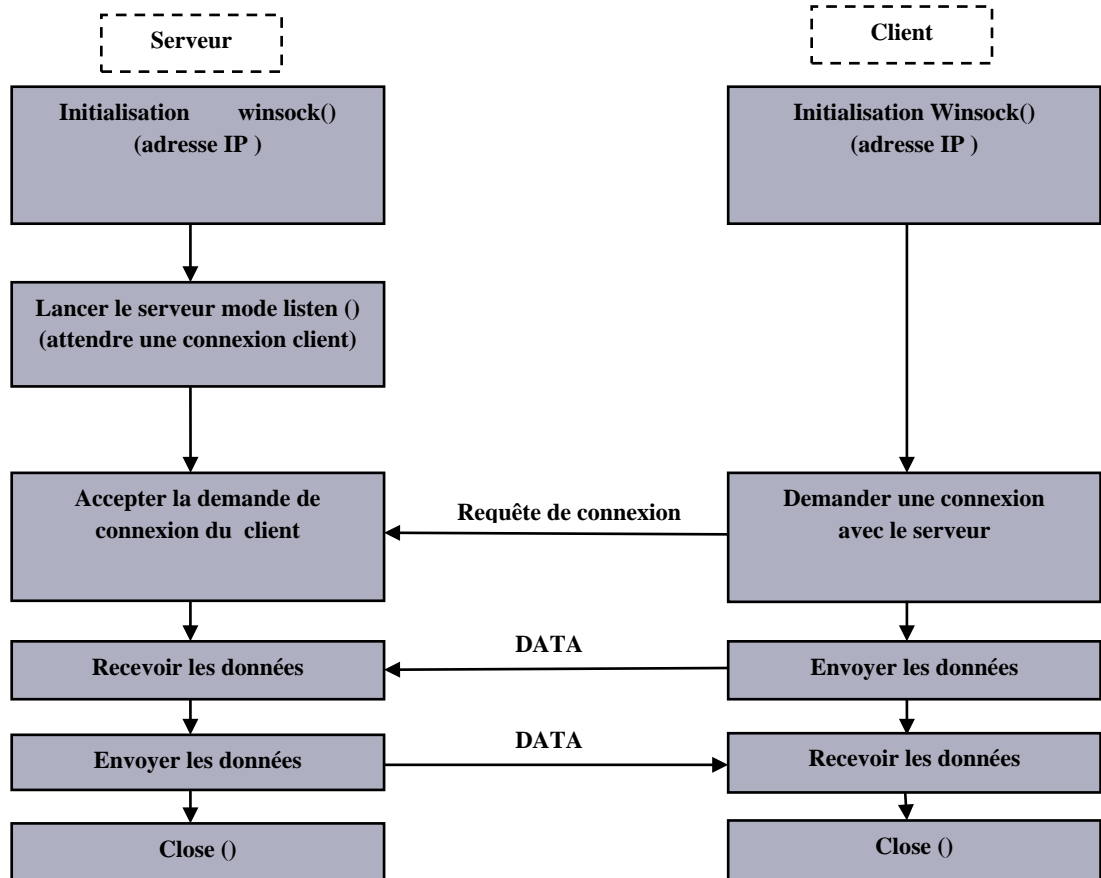 Serveur
Client
Initialisation winsock()
(adresse IP )
Initialisation Winsock()
(adresse IP )
Lancer le serveur mode listen ()
(attendre une connexion client)
Accepter la demande de
connexion du client
Requête de connexion
Demander une connexion
avec le serveur
Recevoir les données
DATA
Envoyer les données
Envoyer les données
DATA
Recevoir les données
Close ()
Close ()